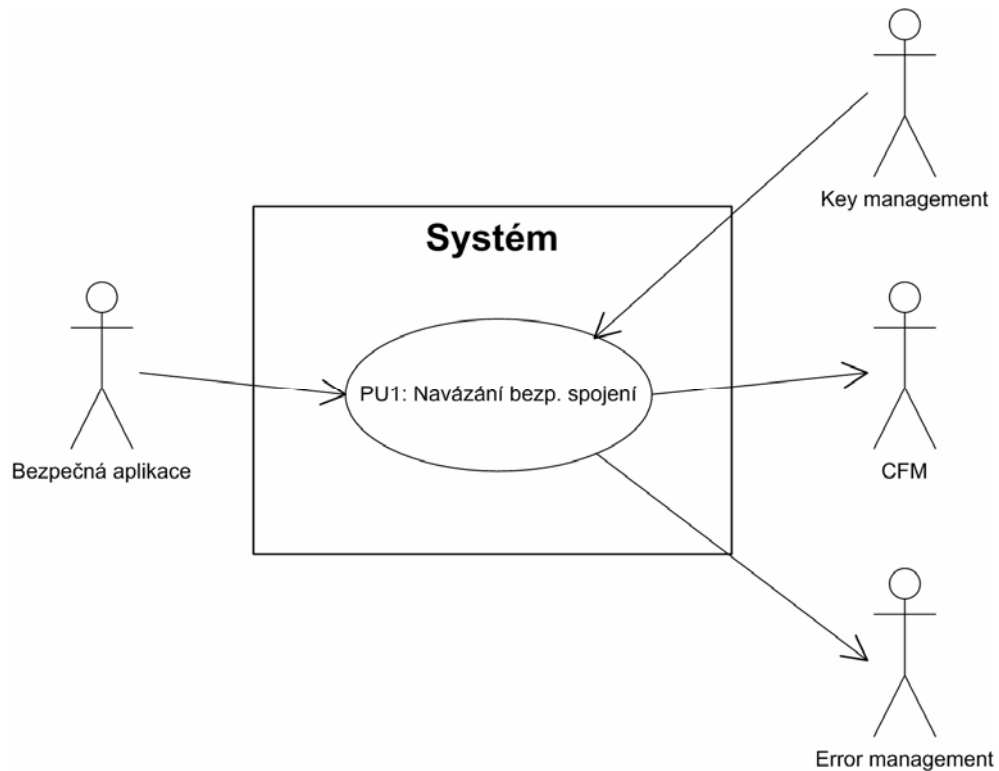 Key management
Systém
PU1: Navázání bezp. spojení
Bezpečná aplikace
CFM
Error management